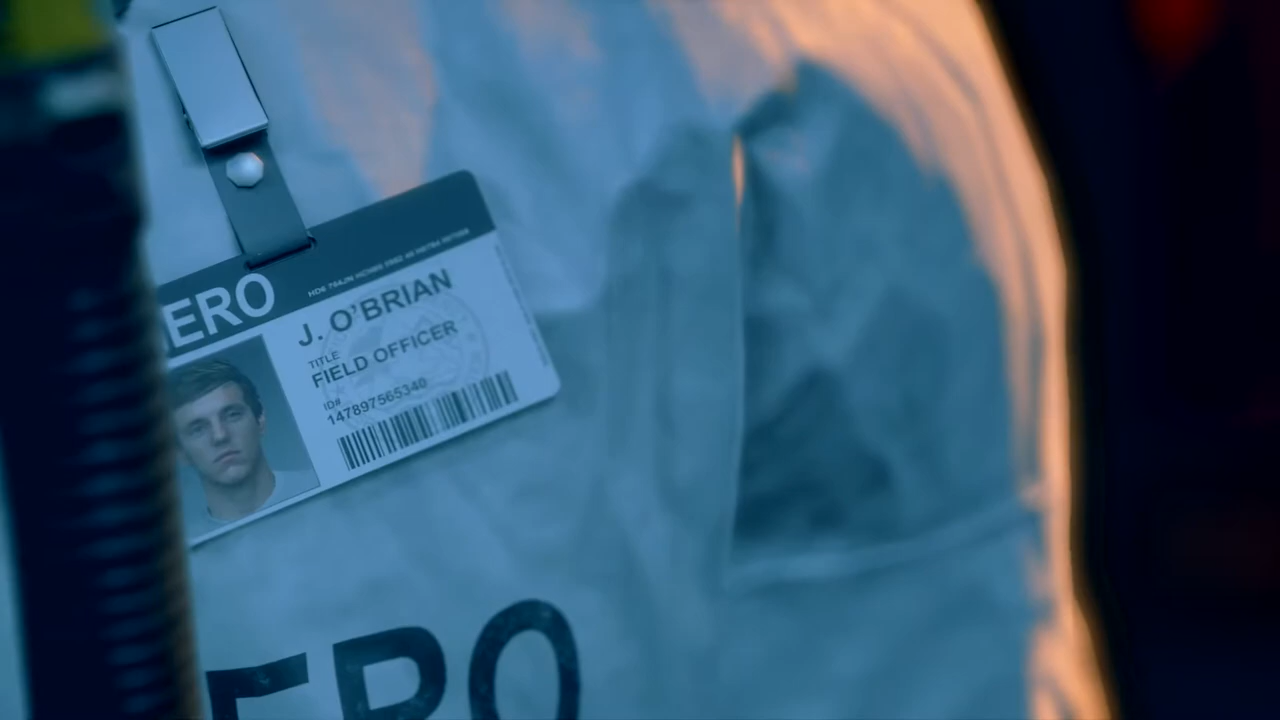 ERO
J. O'BRIAN
TITLE
FIELD OFFICER
ID#
147897565340
ERO